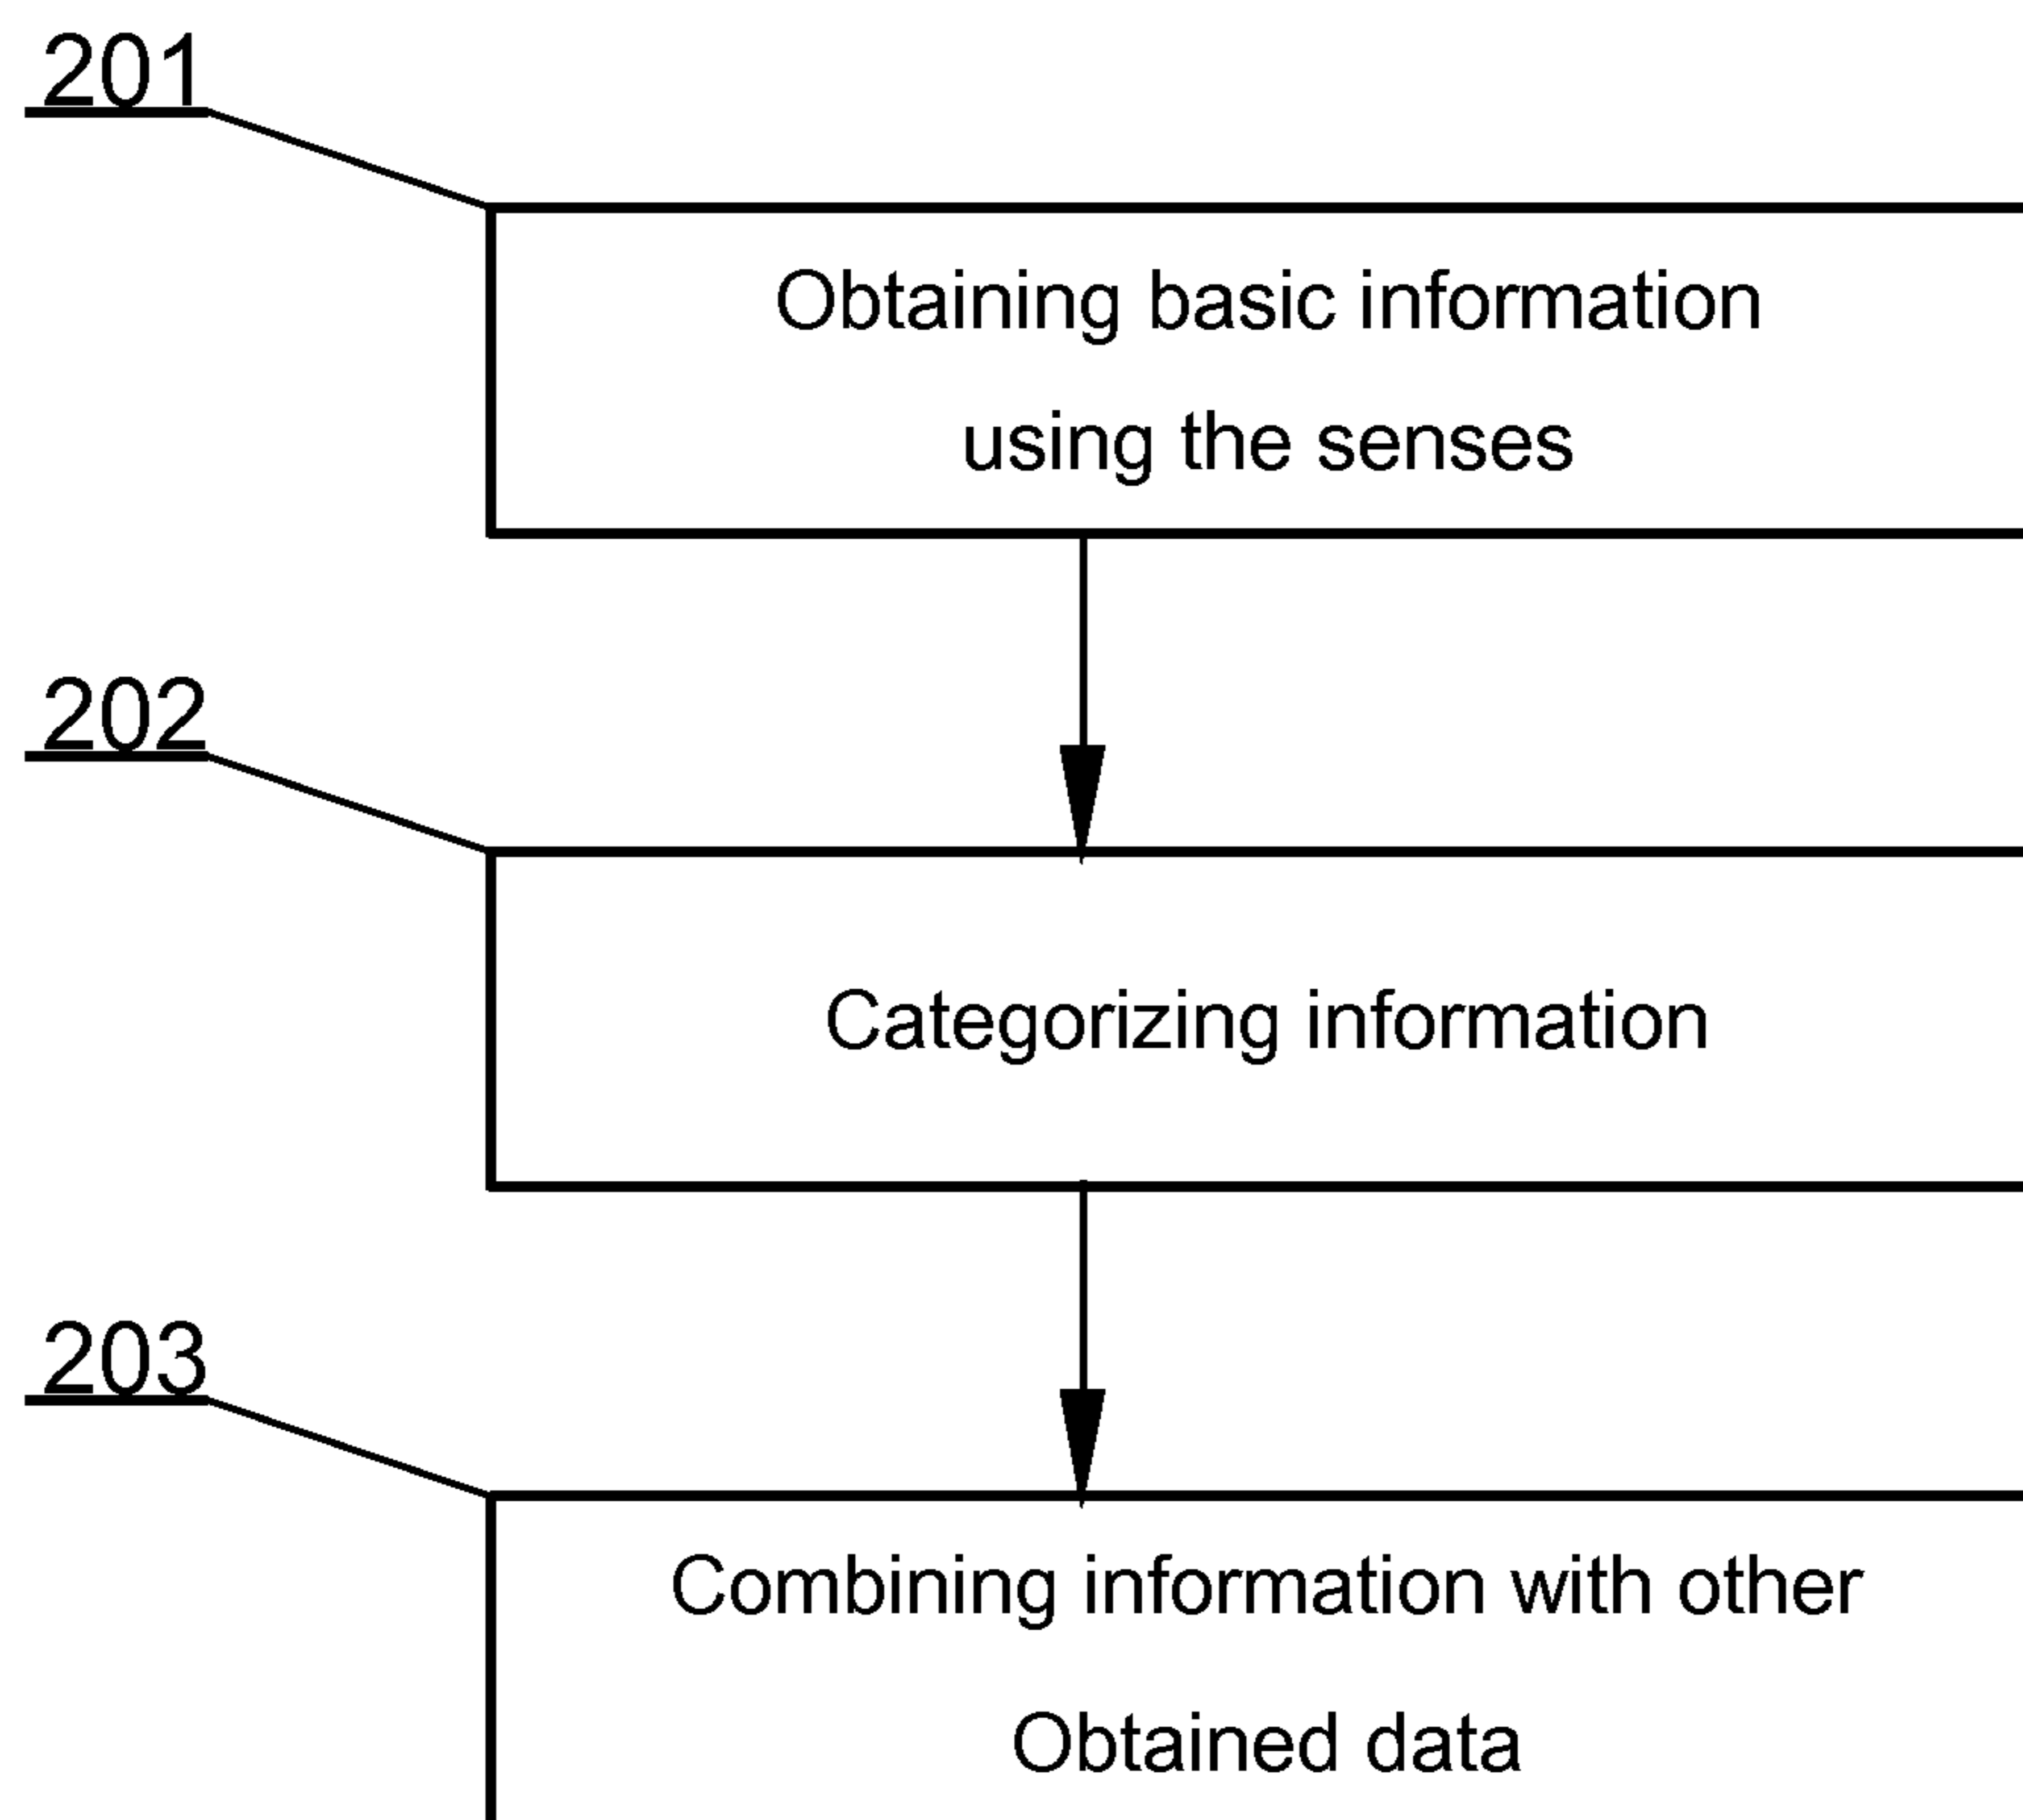 201
Obtaining basic information
using the senses
202
Categorizing information
203
Combining information with other
Obtained data